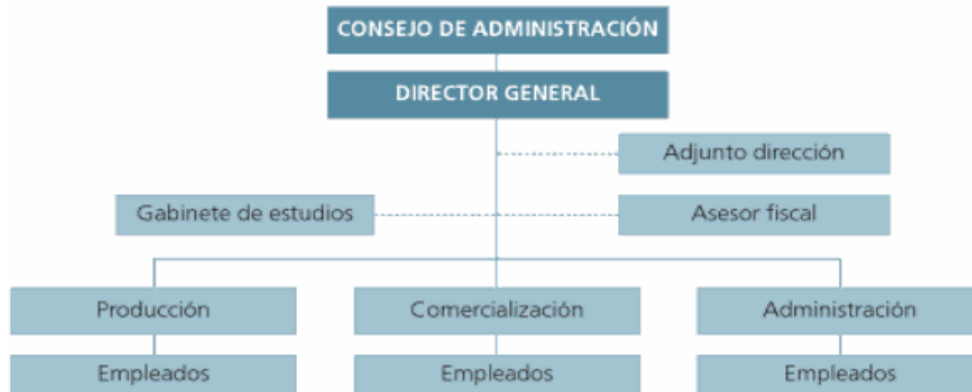 CONSEJO DE ADMINISTRACIÓN
DIRECTOR GENERAL
Adjunto dirección
Gabinete de estudios
Asesor fiscal
Producción
Comercialización
Administración
Empleados
Empleados
Empleados